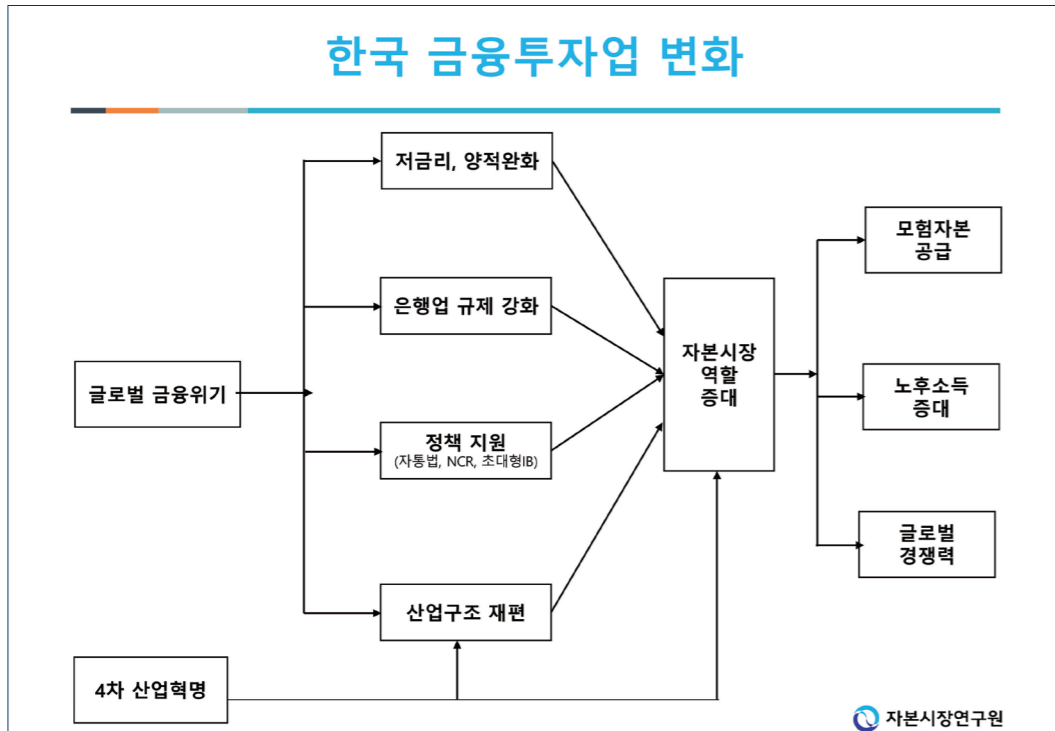 한국 금융투자업 변화
저금리, 양적완화
은행업 규제 강화
글로벌 금융위기
정책 지원
(자통법, NCR, 초대형IB)
산업구조 재편
4차 산업혁명
자본시장
역할
증대
모험자본
공급
노후소득
증대
글로벌
경쟁력
자본시장연구원